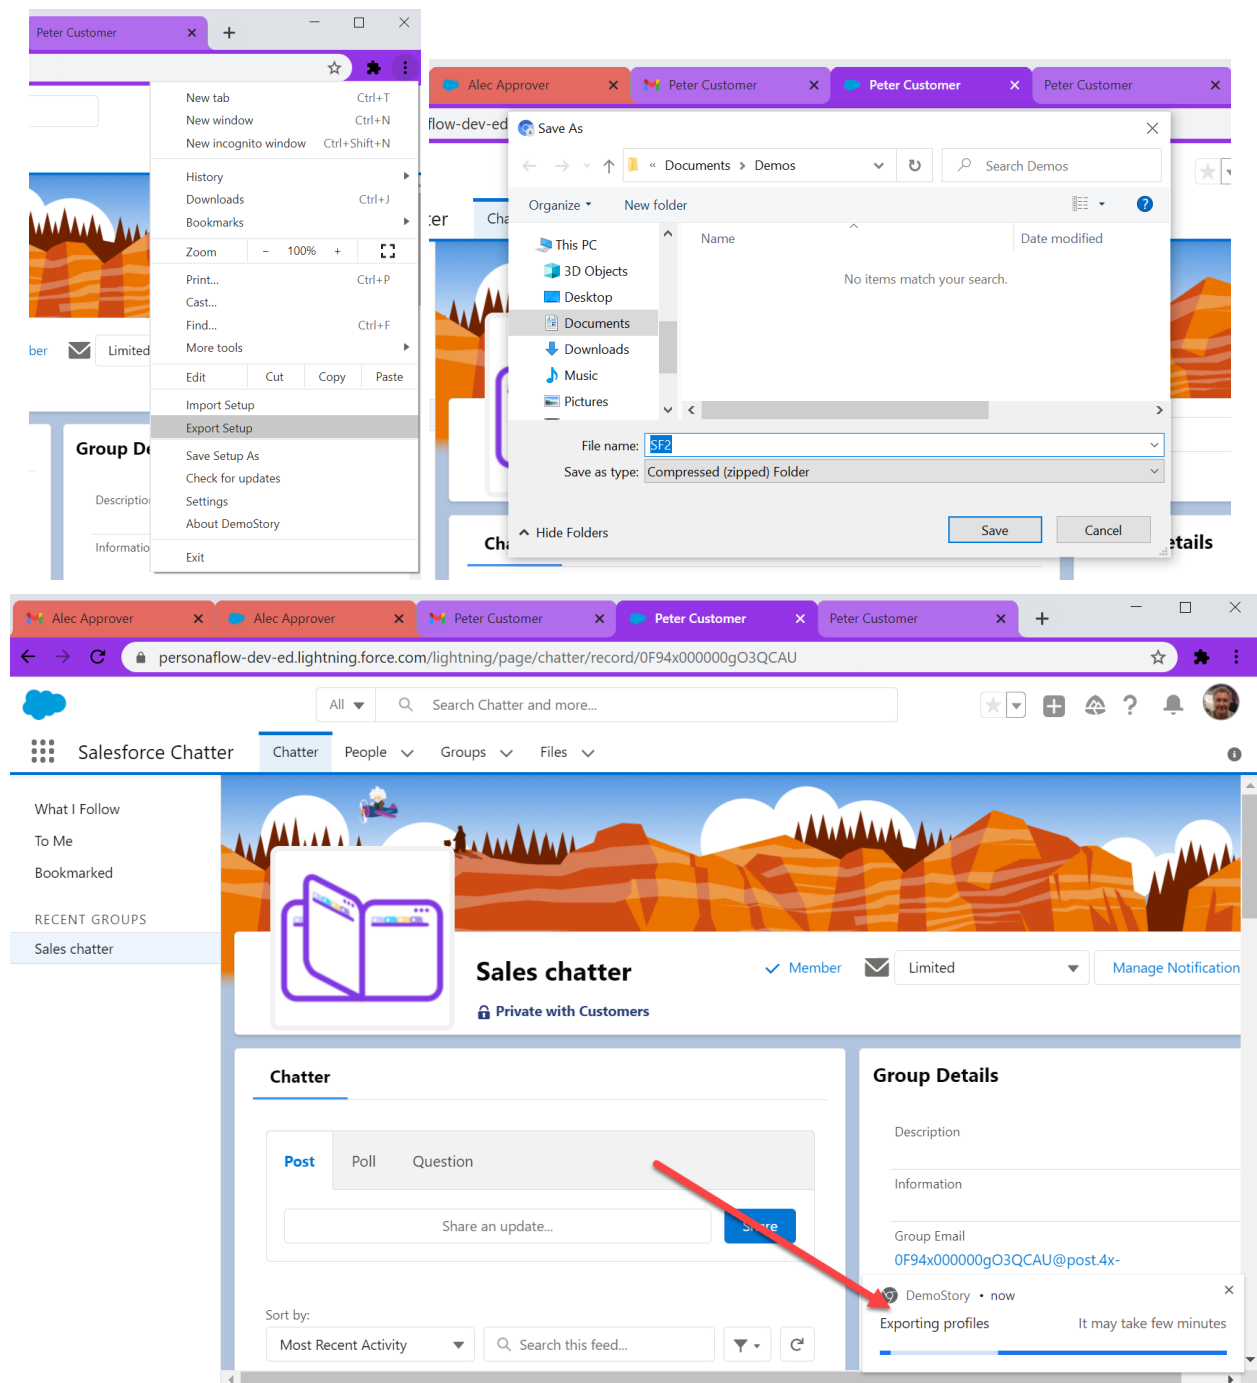 Peter Customer
New tab Ctrl+T
New window Ctrl+N
New incognito window Ctrl+Shift+N
History
Downloads Ctrl+J
Bookmarks
Zoom - 100% +
Print... Ctrl+P
Cast...
Find... Ctrl+F
More tools
Edit Cut Copy Paste
Import Setup
Export Setup
Save Setup As
Check for updates
Settings
About DemoStory
Exit
ber Limited
Group De
Descriptio
Informatio
Alec Approver Peter Customer Peter Customer Peter Customer
flow-dev-ed
Save As
« Documents > Demos Search Demos
Organize New folder
ter Cha
This PC
3D Objects
Desktop
Documents
Downloads
Music
Pictures
Name Date modified
No items match your search.
File name: SF2
Save as type: Compressed (zipped) Folder
Hide Folders Save Cancel
Cha
etails
Alec Approver Alec Approver Peter Customer Peter Customer Peter Customer
personaflow-dev-ed.lightning.force.com/lightning/page/chatter/record/0F94x000000gO3QCAU
All Search Chatter and more...
Salesforce Chatter Chatter People Groups Files
What I Follow
To Me
Bookmarked
RECENT GROUPS
Sales chatter
Sales chatter
Private with Customers
Member Limited Manage Notification
Chatter
Post Poll Question
Share an update... Share
Sort by:
Most Recent Activity Search this feed...
Group Details
Description
Information
Group Email
0F94x000000gO3QCAU@post.4x-
DemoStory • now
Exporting profiles It may take few minutes